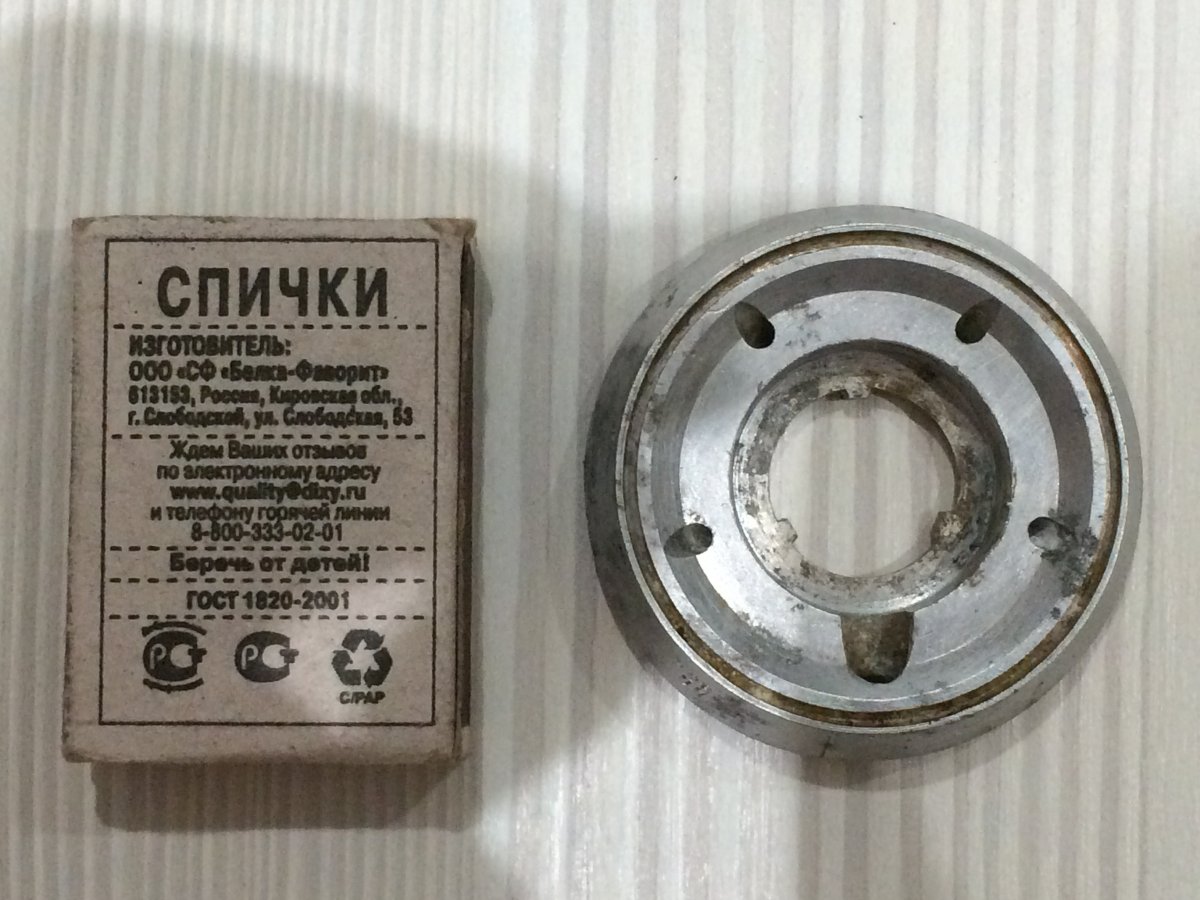 СПИЧКИ
ИЗГОТОВИТЕЛЬ:
ООО «СФ «Белка-Фаворит»
613153, Россия, Кировская обл.,
г. Слободской, ул. Слободская, 53
Ждем Ваших отзывов
по электронному адресу
www.quality@dixy.ru
и телефону горячей линии
8-800-333-02-01
Беречь от детей!
ГОСТ 1820-2001
C/PAP